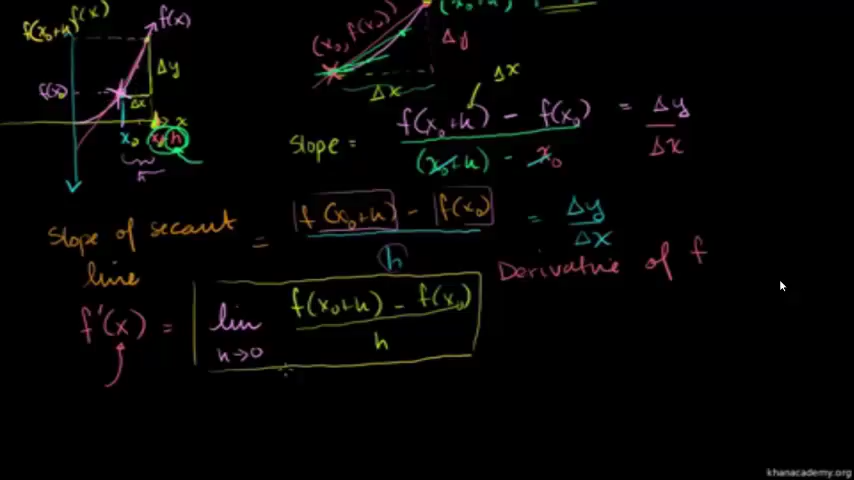 f(x₀+h) f(x) f(x)
(x₀+h)
(x₀, f(x₀))
Δy
Δy
f(x₀)
Δx
x
Δx
Δx
x₀ x₀ h
h
slope = f(x₀+h) - f(x₀) / (x₀+h) - x₀ = Δy / Δx
Slope of secant line = f(x₀+h) - f(x₀) / h = Δy / Δx
Derivative of f
f'(x) = lim h→0 f(x₀+h) - f(x₀) / h
khanacademy.org